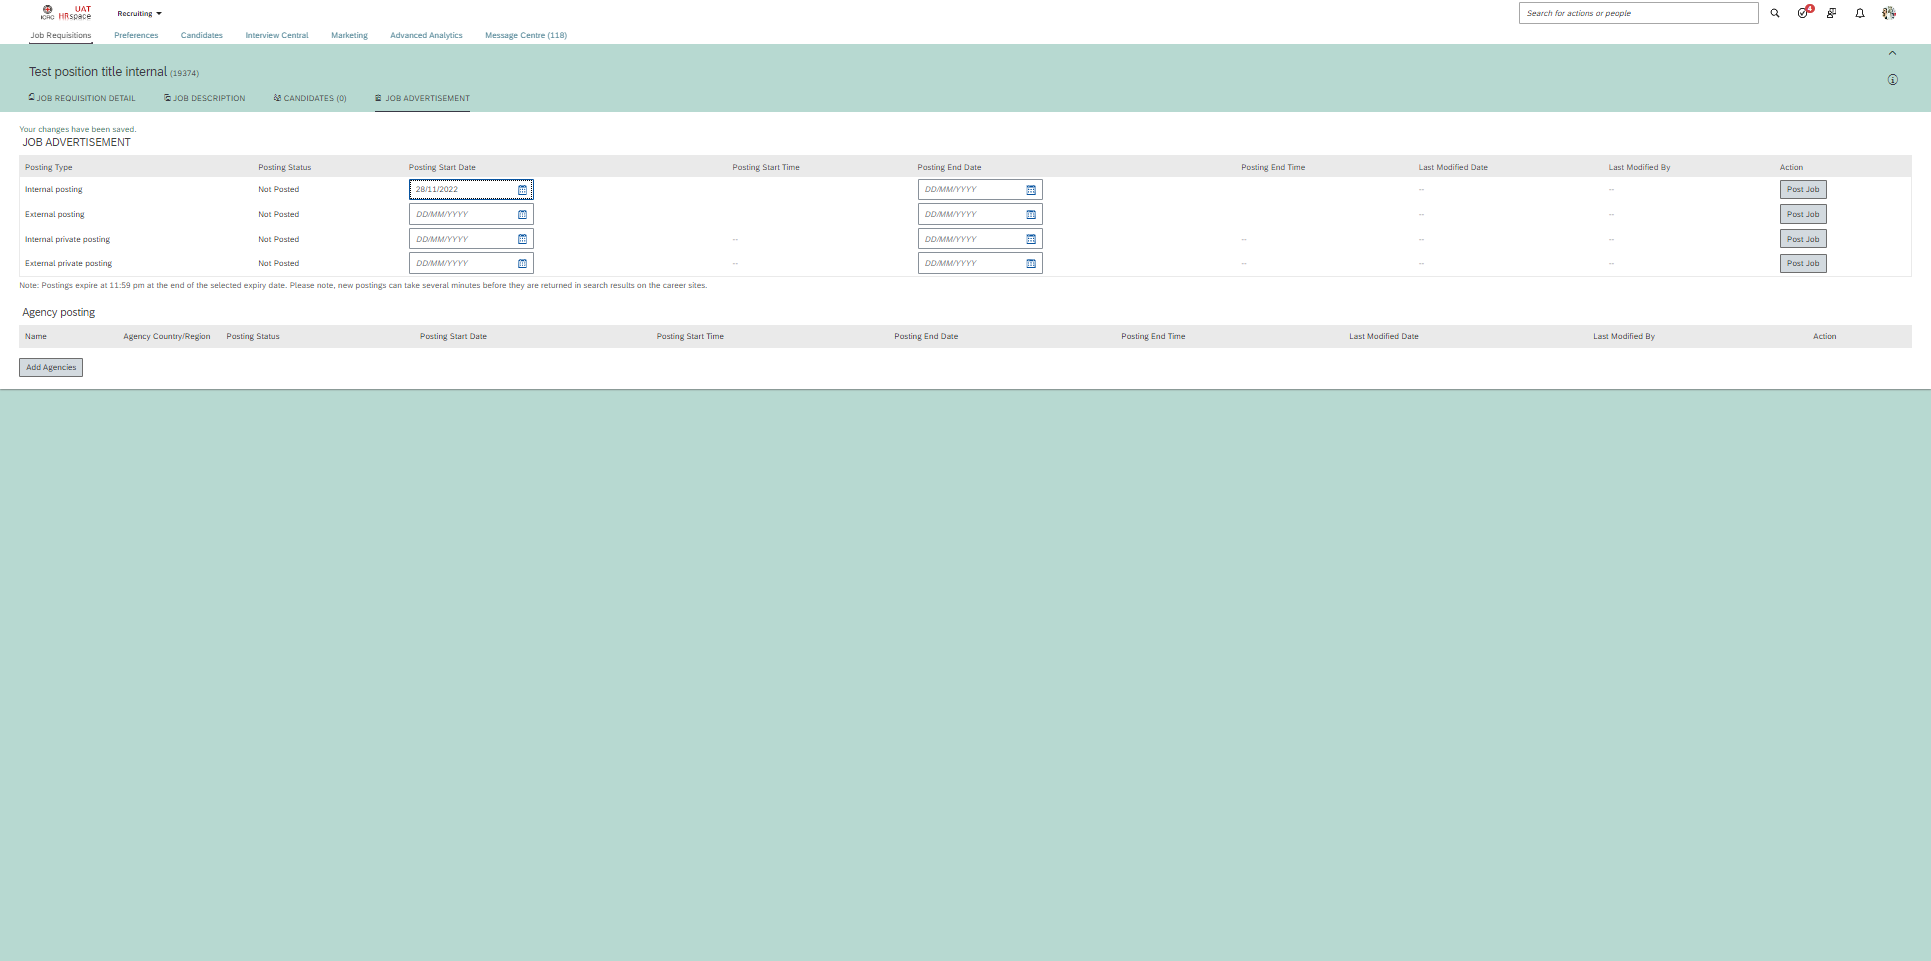 UAT
ICRC HRspace
Recruiting
Search for actions or people
4
Job Requisitions Preferences Candidates Interview Central Marketing Advanced Analytics Message Centre (118)
Test position title internal (19374)
JOB REQUISITION DETAIL JOB DESCRIPTION CANDIDATES (0) JOB ADVERTISEMENT
Your changes have been saved.
JOB ADVERTISEMENT
Posting Type Posting Status Posting Start Date Posting Start Time Posting End Date Posting End Time Last Modified Date Last Modified By Action
Internal posting Not Posted 28/11/2022 DD/MM/YYYY -- -- Post Job
External posting Not Posted DD/MM/YYYY DD/MM/YYYY -- -- Post Job
Internal private posting Not Posted DD/MM/YYYY -- DD/MM/YYYY -- -- -- Post Job
External private posting Not Posted DD/MM/YYYY -- DD/MM/YYYY -- -- -- Post Job
Note: Postings expire at 11:59 pm at the end of the selected expiry date. Please note, new postings can take several minutes before they are returned in search results on the career sites.
Agency posting
Name Agency Country/Region Posting Status Posting Start Date Posting Start Time Posting End Date Posting End Time Last Modified Date Last Modified By Action
Add Agencies